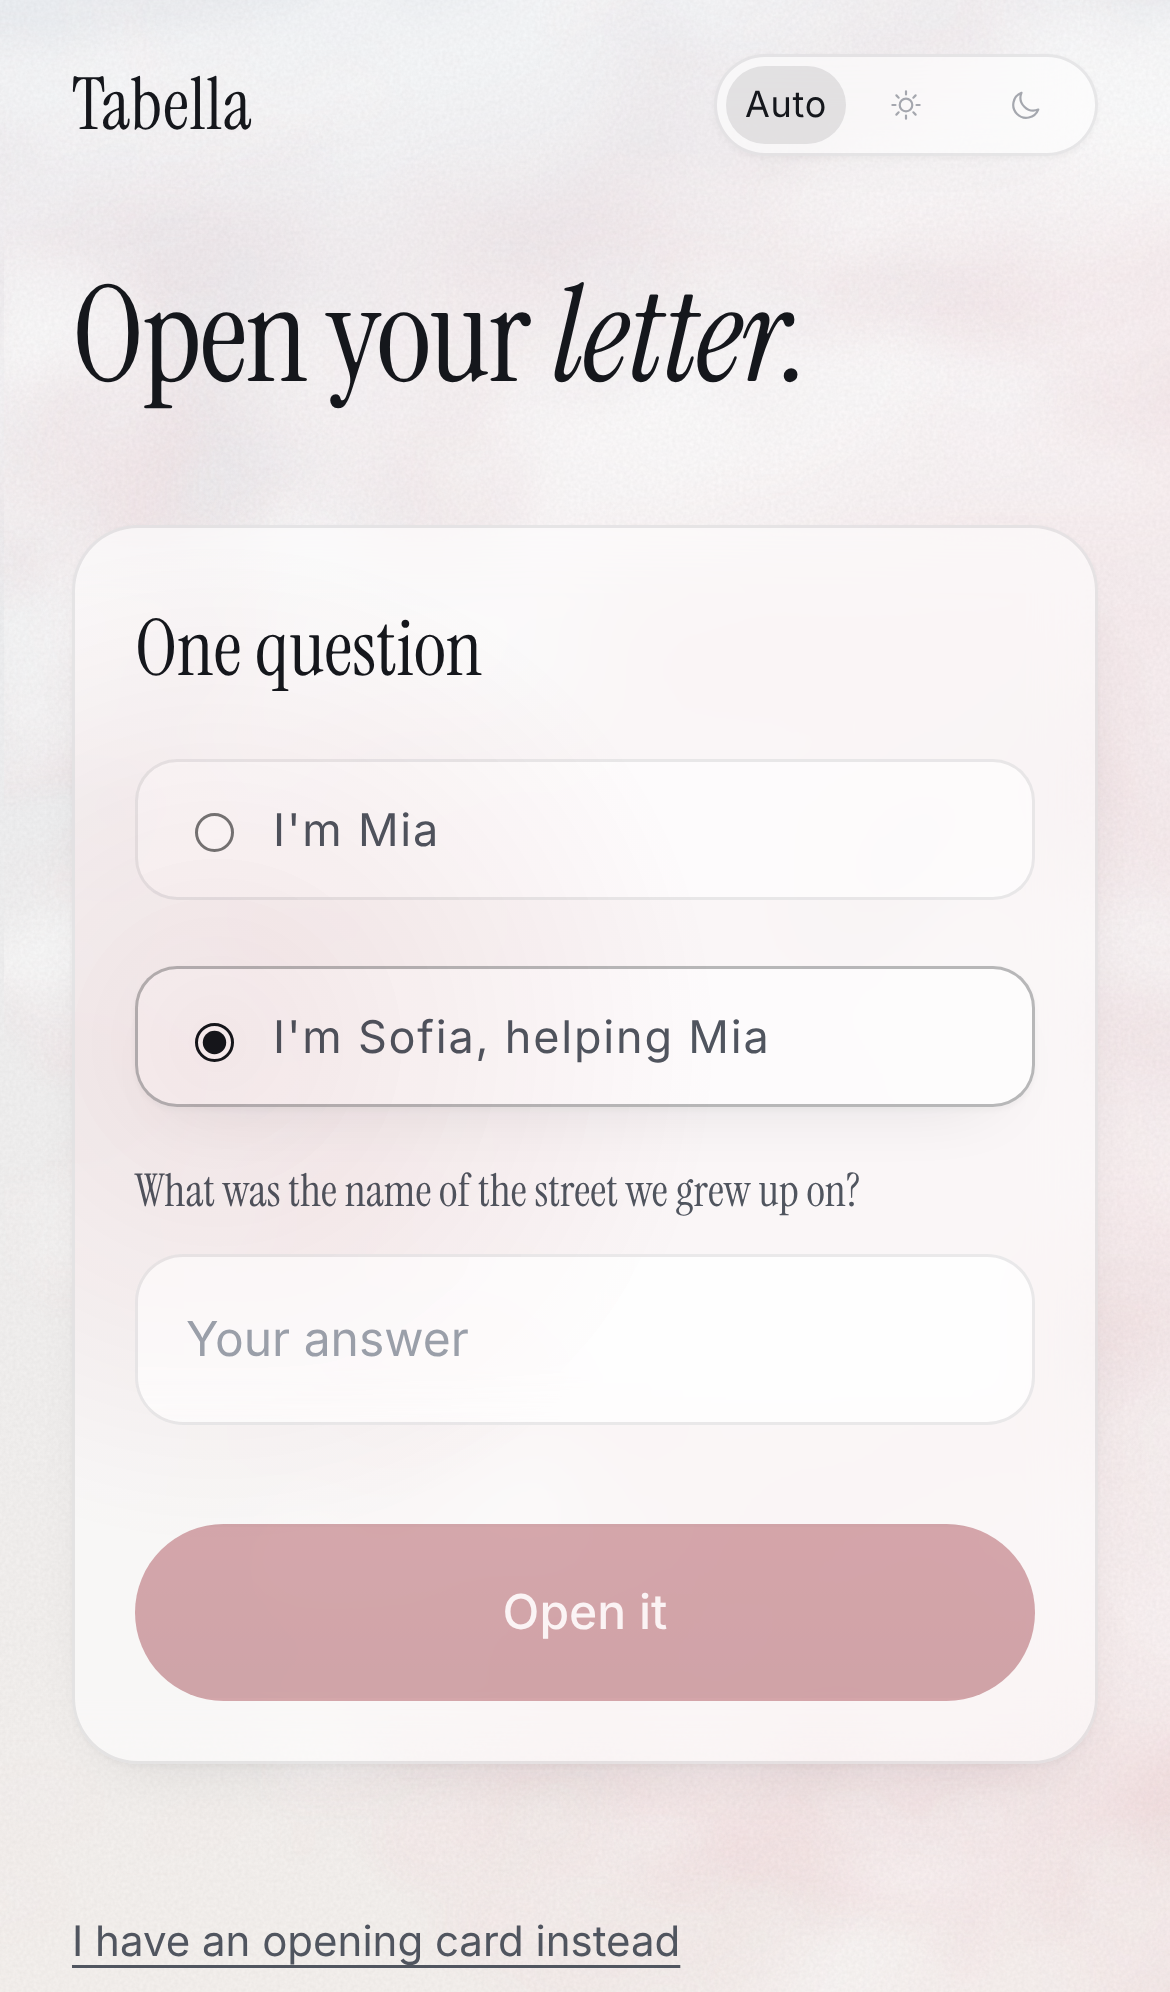 Tabella
Auto
Open your letter.
One question
I'm Mia
I'm Sofia, helping Mia
What was the name of the street we grew up on?
Your answer
Open it
I have an opening card instead